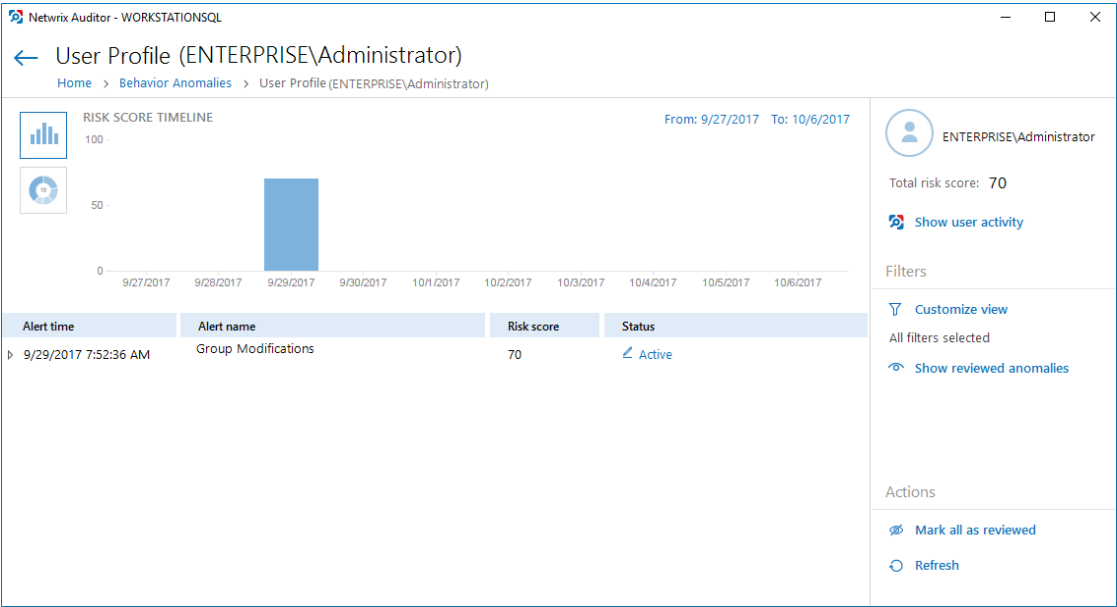 Netwrix Auditor - WORKSTATIONSQL
User Profile (ENTERPRISE\Administrator)
Home > Behavior Anomalies > User Profile (ENTERPRISE\Administrator)
RISK SCORE TIMELINE
From: 9/27/2017 To: 10/6/2017
100
50
0
9/27/2017 9/28/2017 9/29/2017 9/30/2017 10/1/2017 10/2/2017 10/3/2017 10/4/2017 10/5/2017 10/6/2017
Alert time Alert name Risk score Status
9/29/2017 7:52:36 AM Group Modifications 70 Active
ENTERPRISE\Administrator
Total risk score: 70
Show user activity
Filters
Customize view
All filters selected
Show reviewed anomalies
Actions
Mark all as reviewed
Refresh